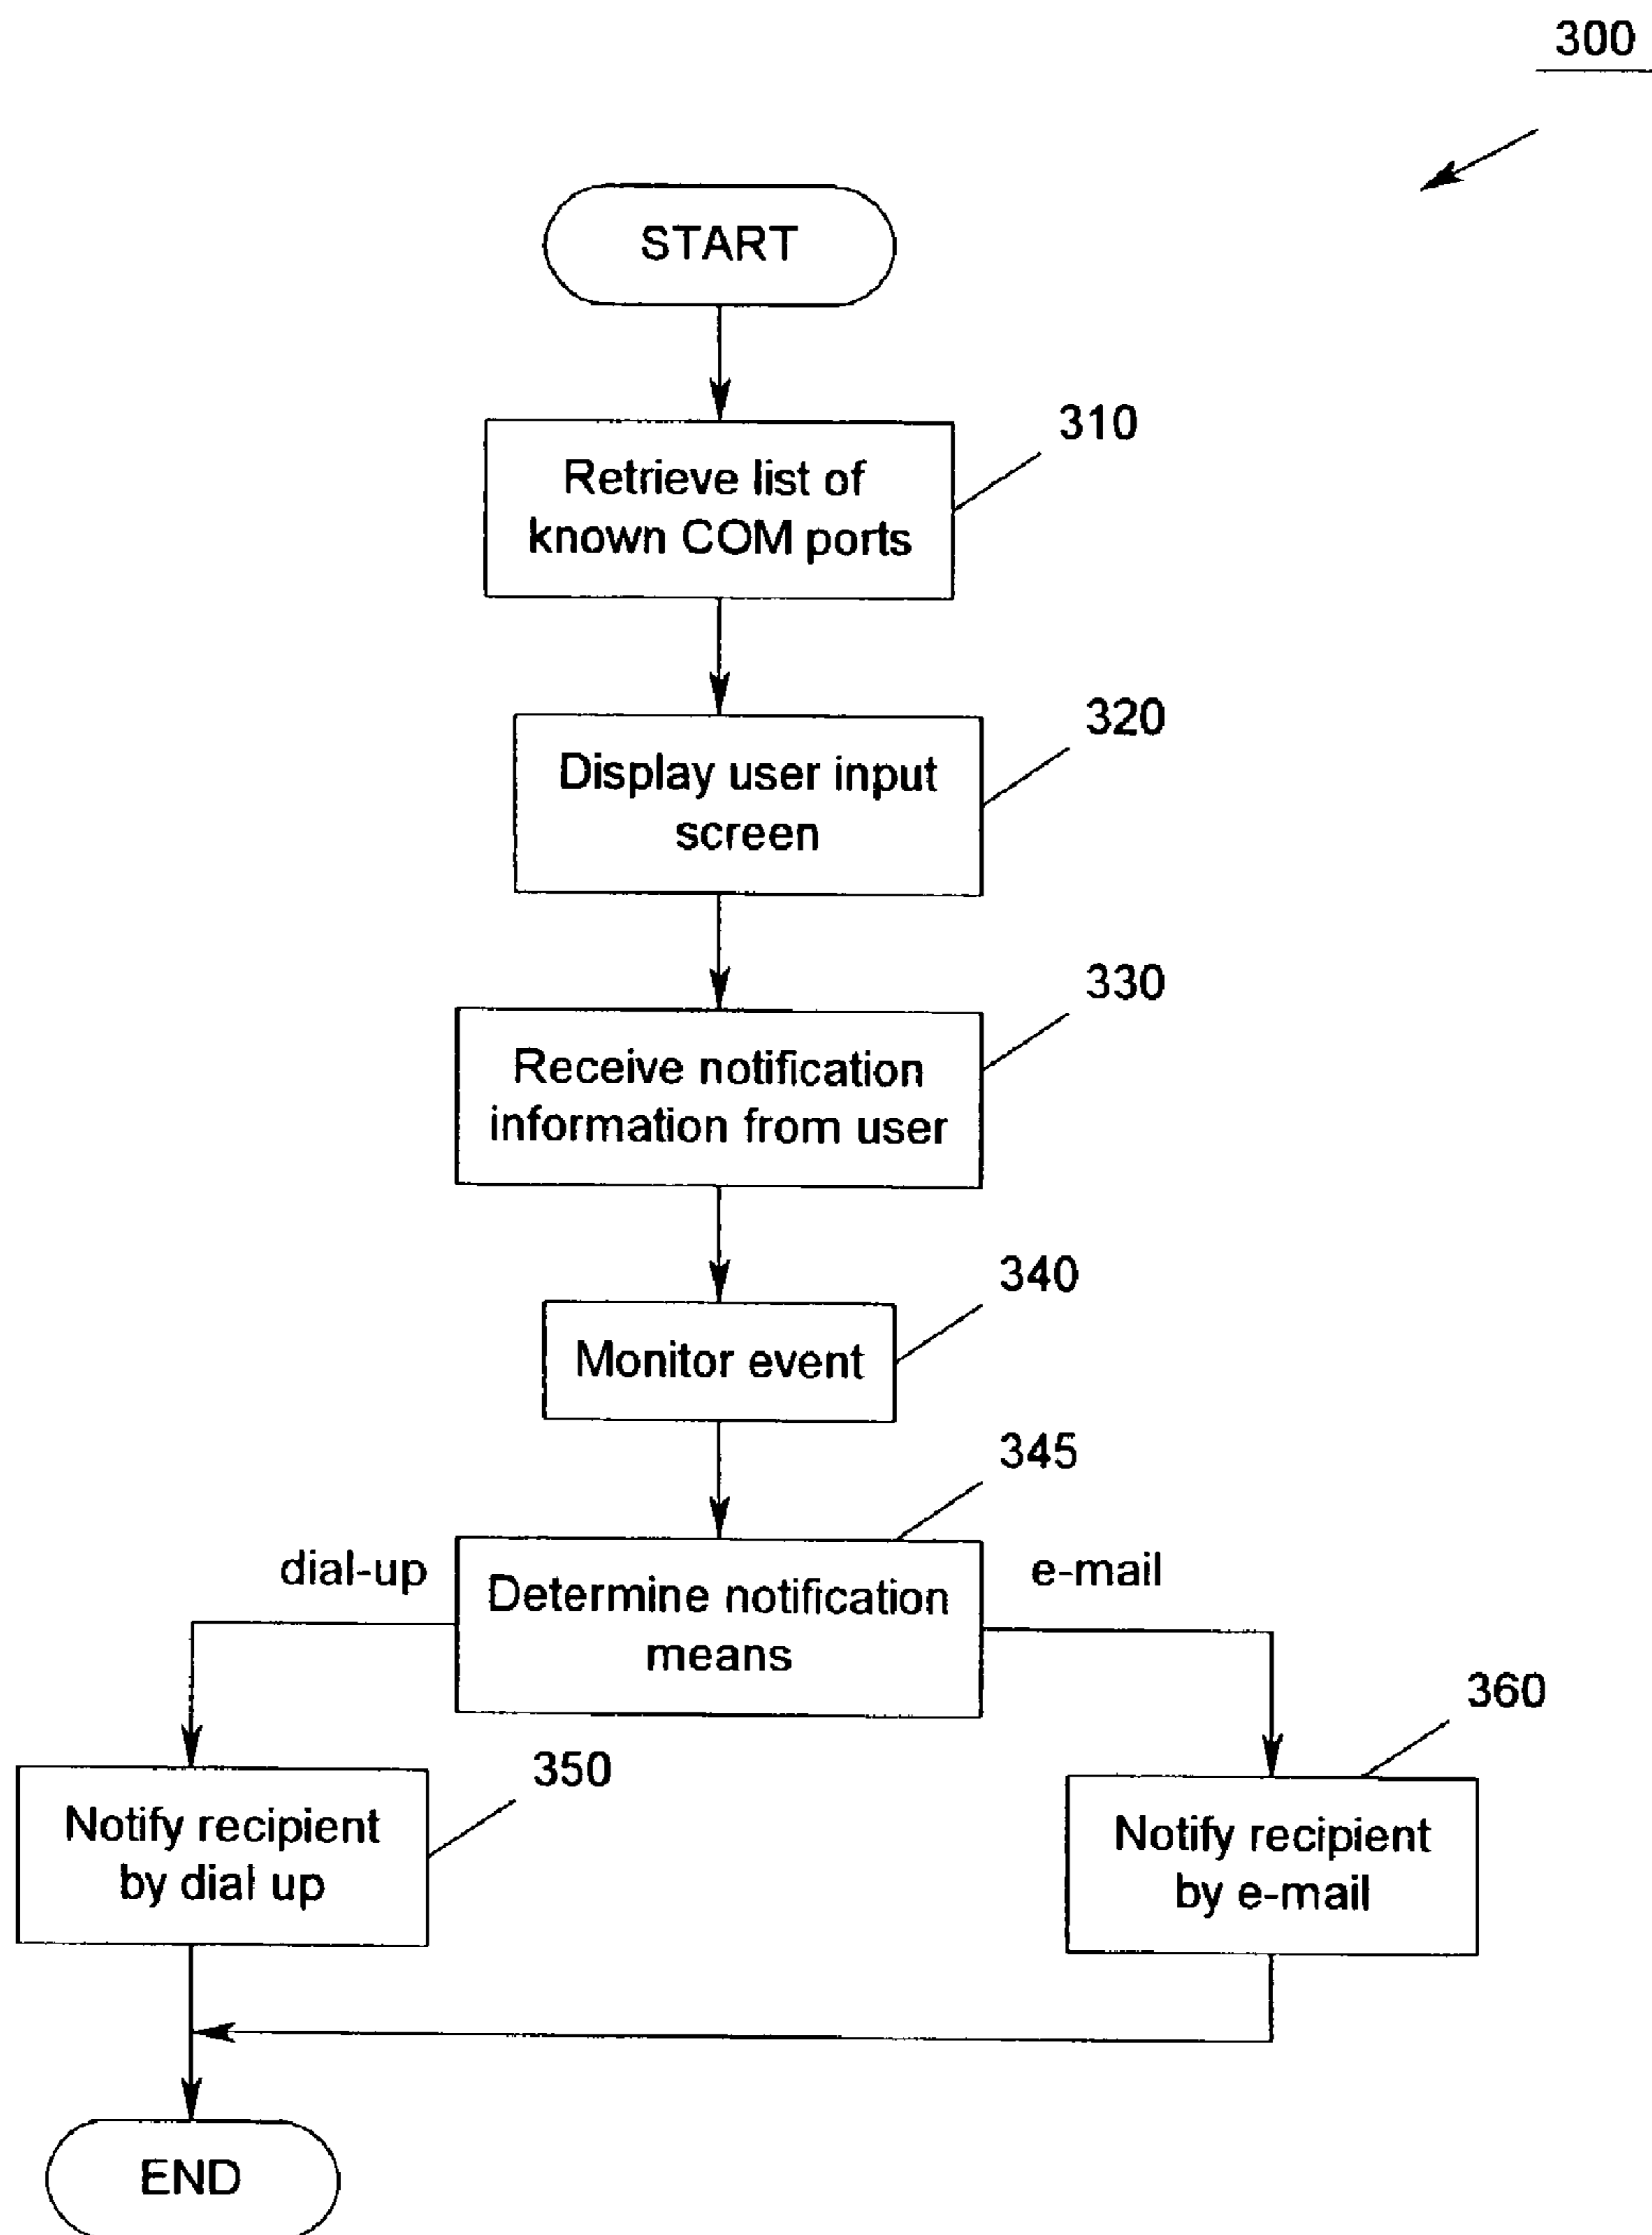 300
START
310
Retrieve list of
known COM ports
320
Display user input
screen
330
Receive notification
information from user
340
Monitor event
345
dial-up
Determine notification
means
e-mail
350
Notify recipient
by dial up
360
Notify recipient
by e-mail
END